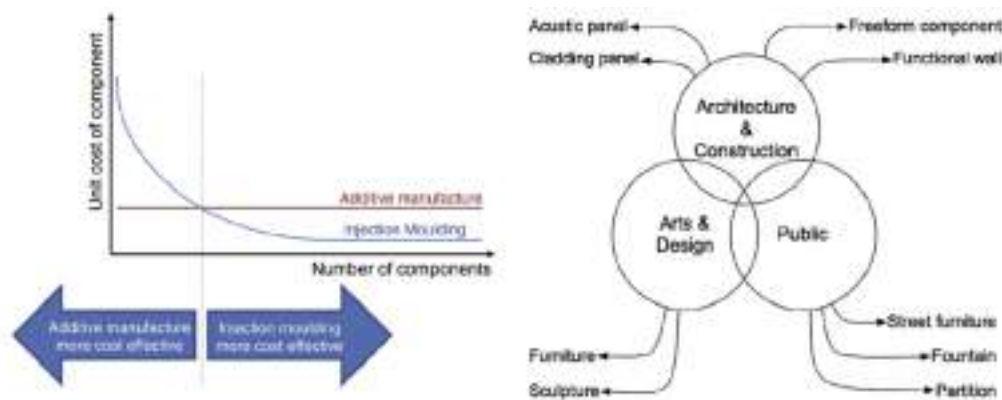 Unit cost of component
Additive manufacture
Injection Moulding
Number of components
Additive manufacture
more cost effective
Injection moulding
more cost effective
Acustic panel
Cladding panel
Freeform component
Functional wall
Architecture
&
Construction
Arts &
Design
Public
Furniture
Sculpture
Street furniture
Fountain
Partition